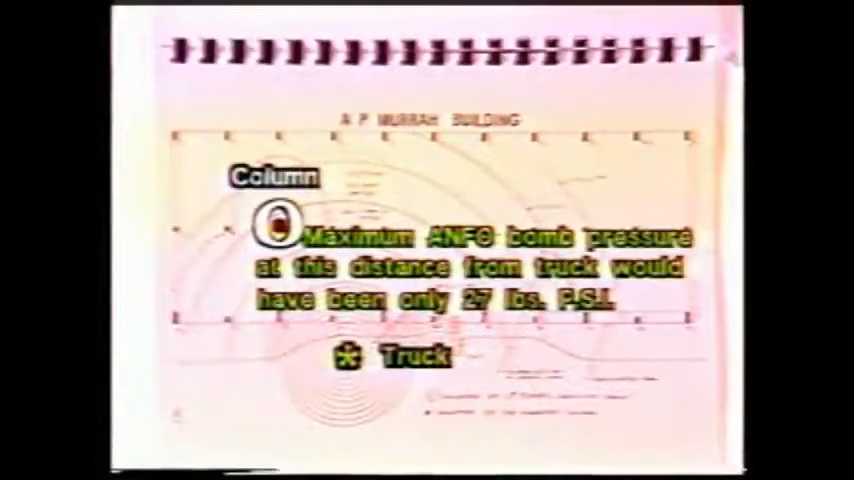 A P MURRAH BUILDING
Column
Maximum ANFO bomb pressure
at this distance from truck would
have been only 27 lbs. P.S.I.
* Truck